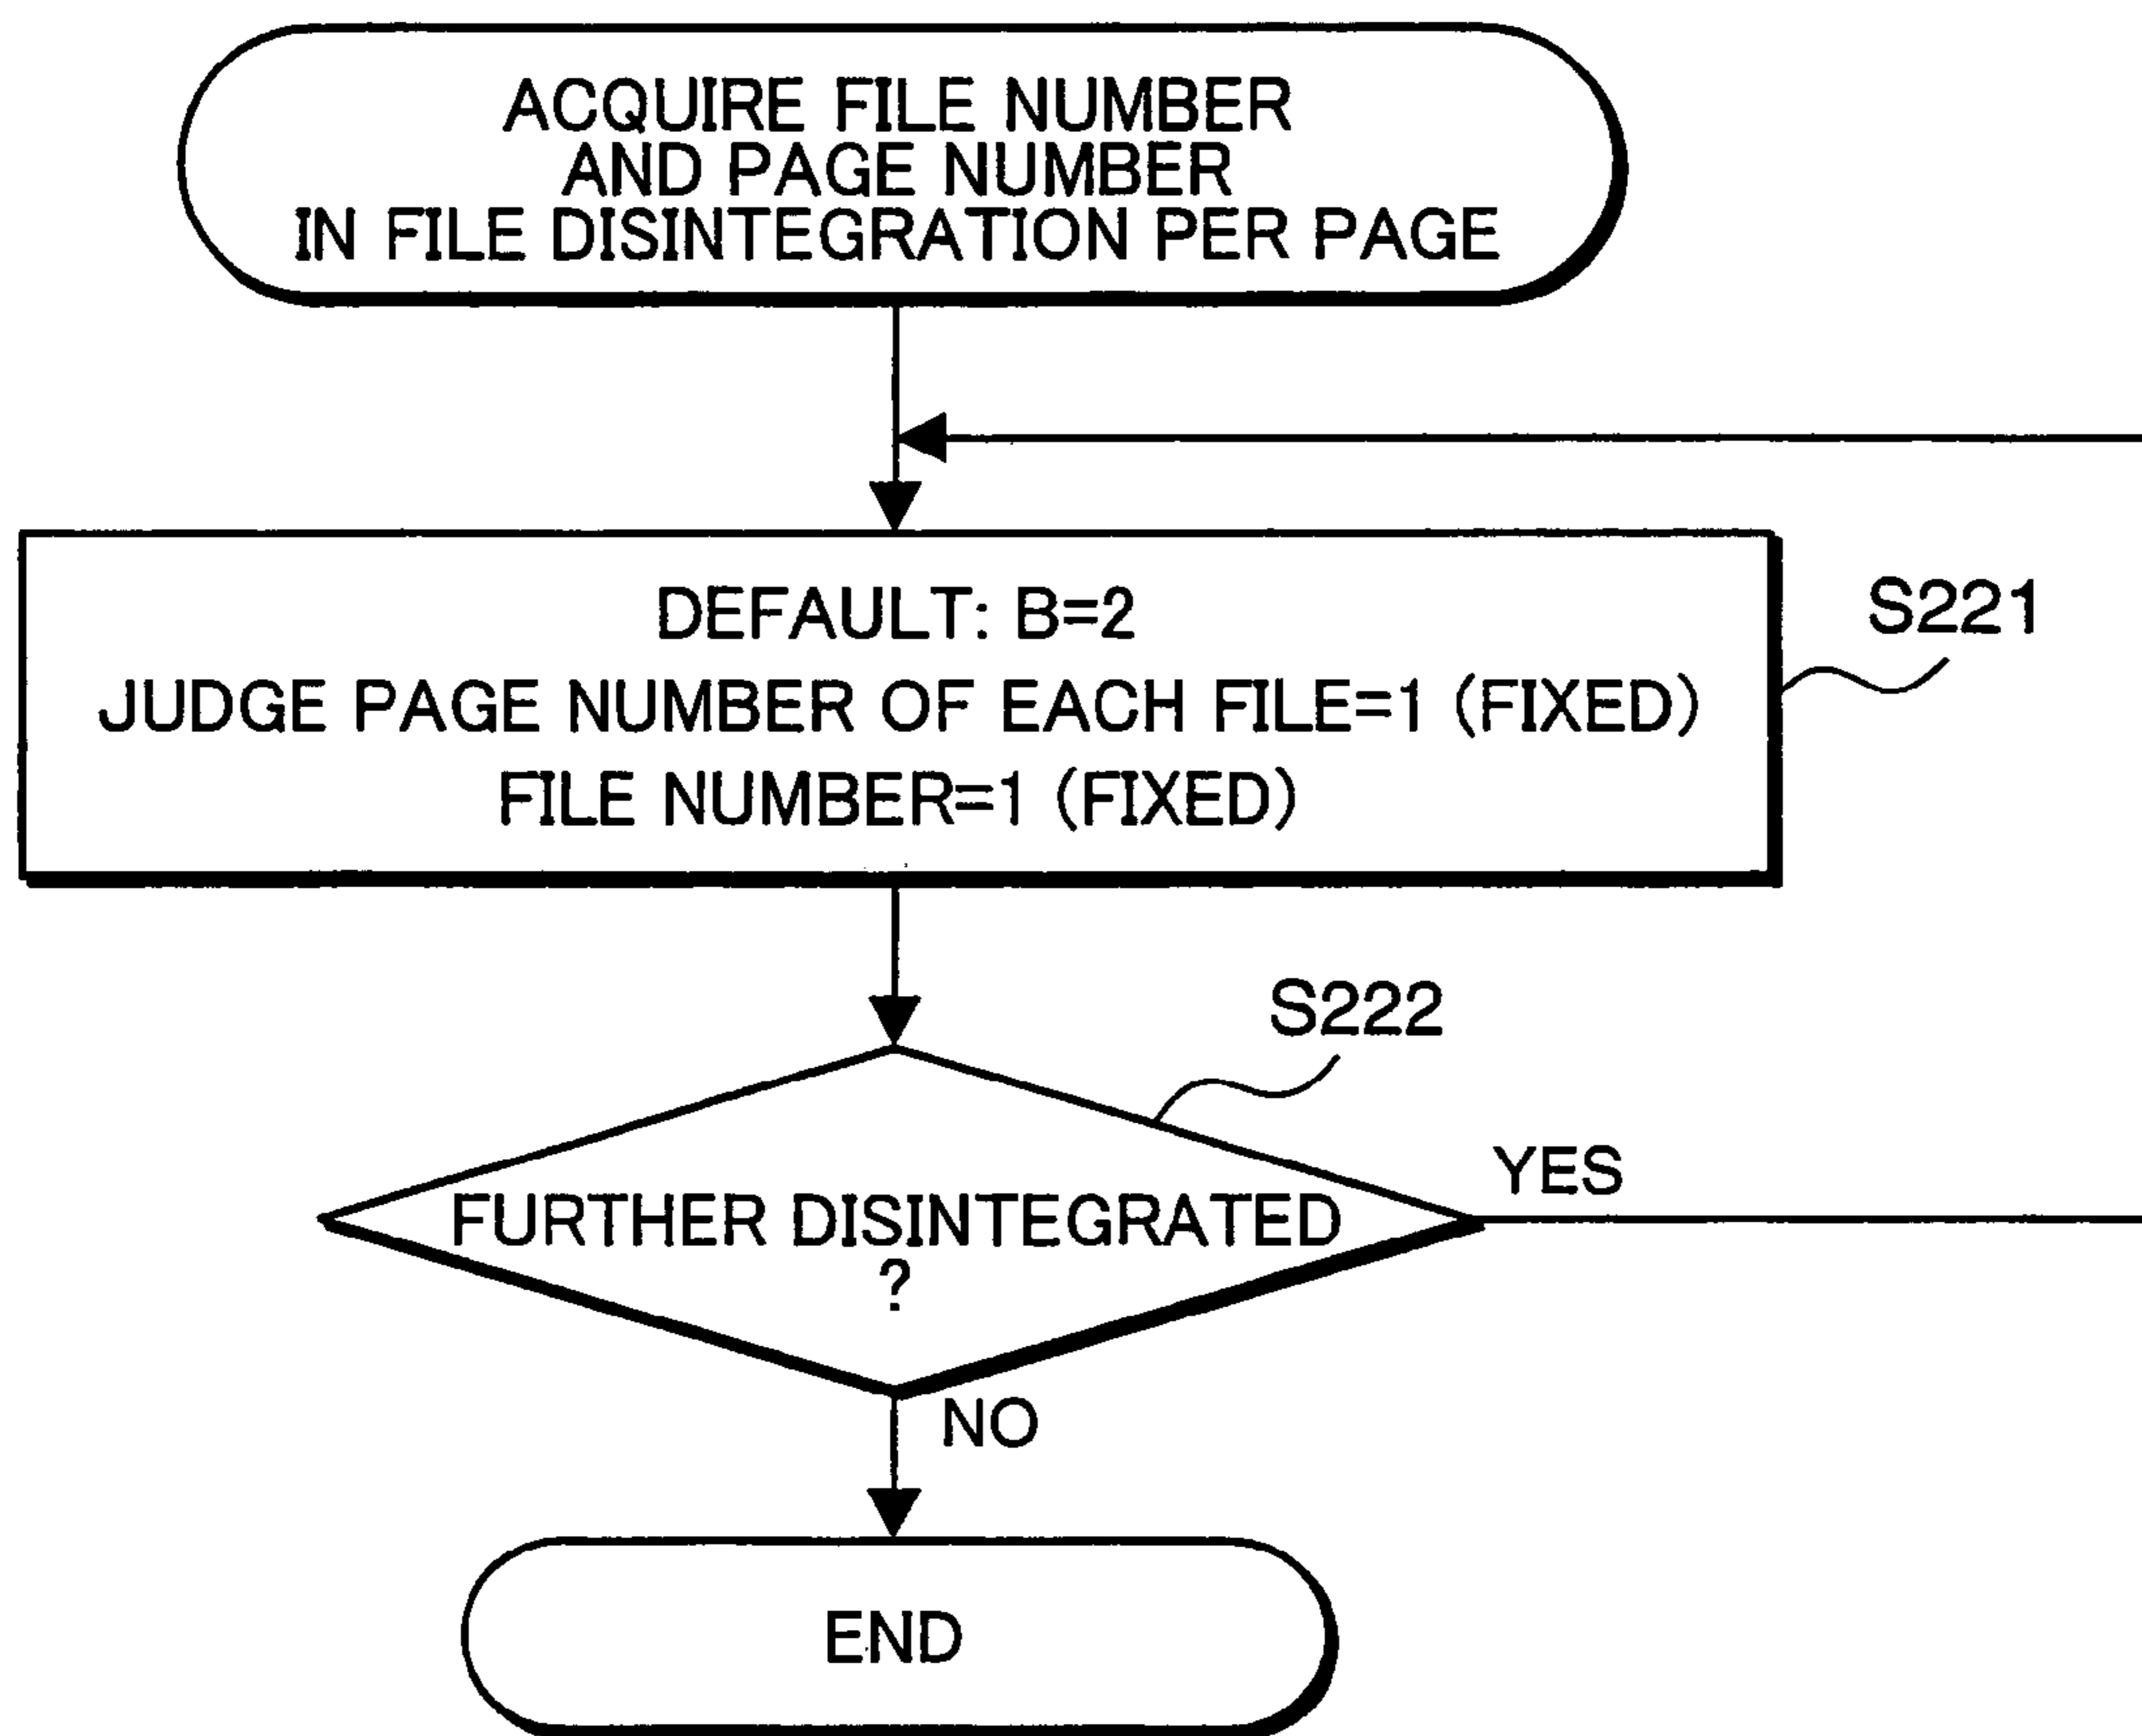 ACQUIRE FILE NUMBER
AND PAGE NUMBER
IN FILE DISINTEGRATION PER PAGE
DEFAULT: B=2
JUDGE PAGE NUMBER OF EACH FILE=1 (FIXED)
FILE NUMBER=1 (FIXED)
S221
S222
FURTHER DISINTEGRATED
?
YES
NO
END